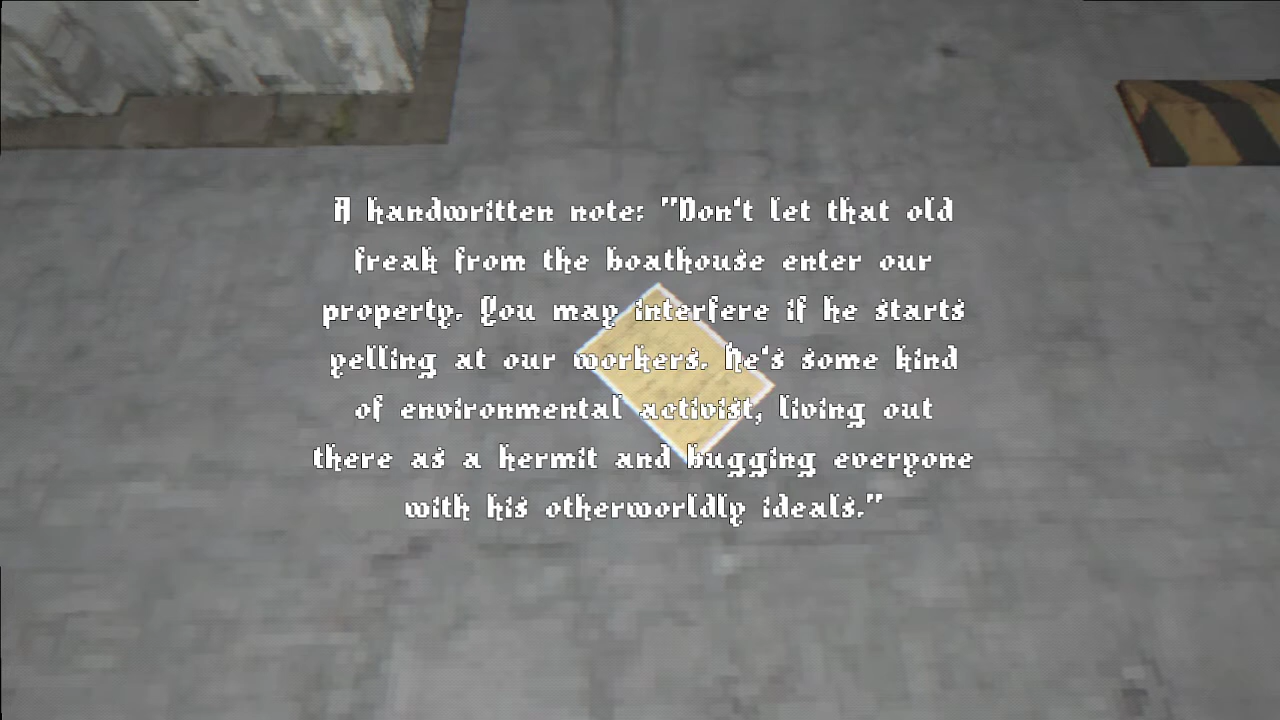 A handwritten note: "Don't let that old
freak from the boathouse enter our
property. You may interfere if he starts
yelling at our workers. He's some kind
of environmental activist, living out
there as a hermit and bugging everyone
with his otherworldly ideals."